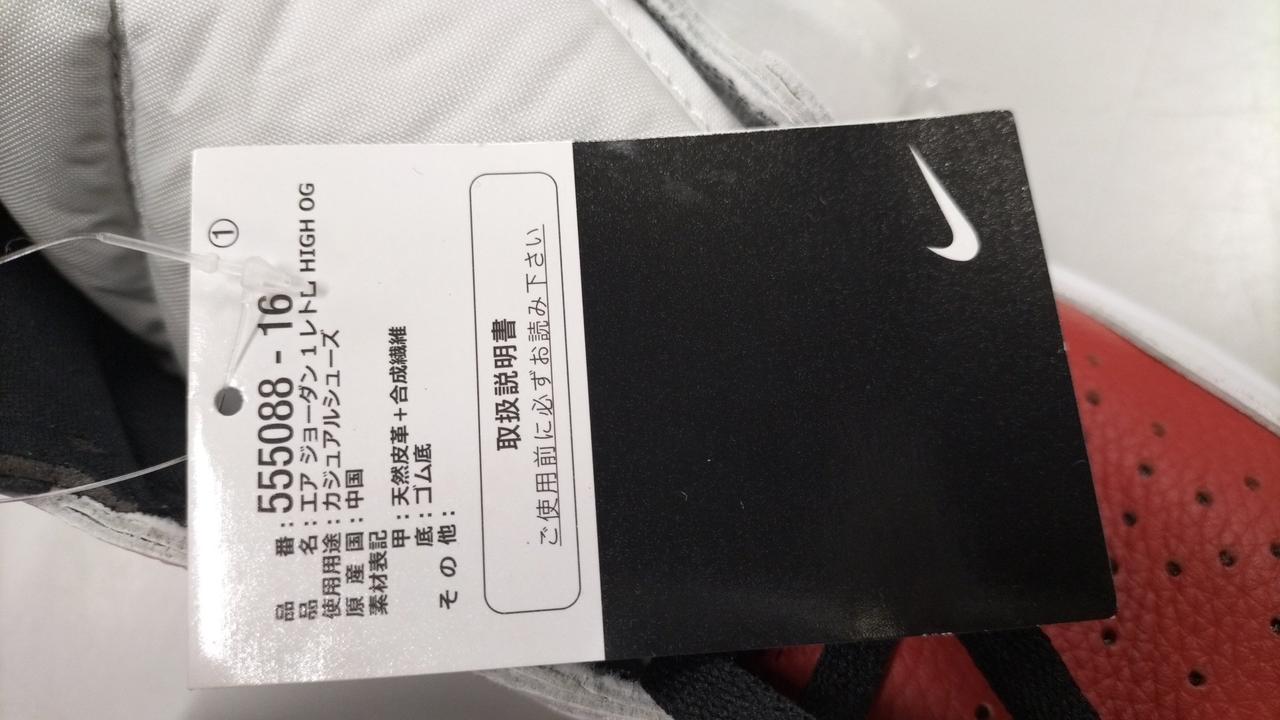 ①
品番：555088 - 16
品名：エア ジョーダン 1 レトロ HIGH OG
使用用途：カジュアルシューズ
原産国：中国
素材表記
甲：天然皮革＋合成繊維
底：ゴム底
その他：
取扱説明書
ご使用前に必ずお読み下さい